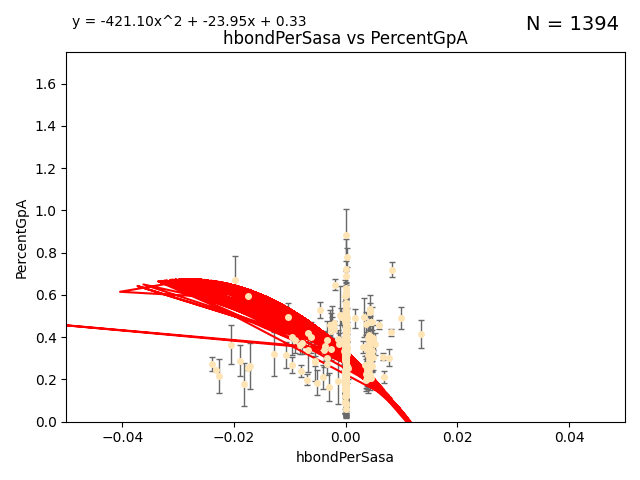 y = -421.10x^2 + -23.95x + 0.33
N = 1394
hbondPerSasa vs PercentGpA
PercentGpA
1.6
1.4
1.2
1.0
0.8
0.6
0.4
0.2
0.0
−0.04
−0.02
0.00
0.02
0.04
hbondPerSasa